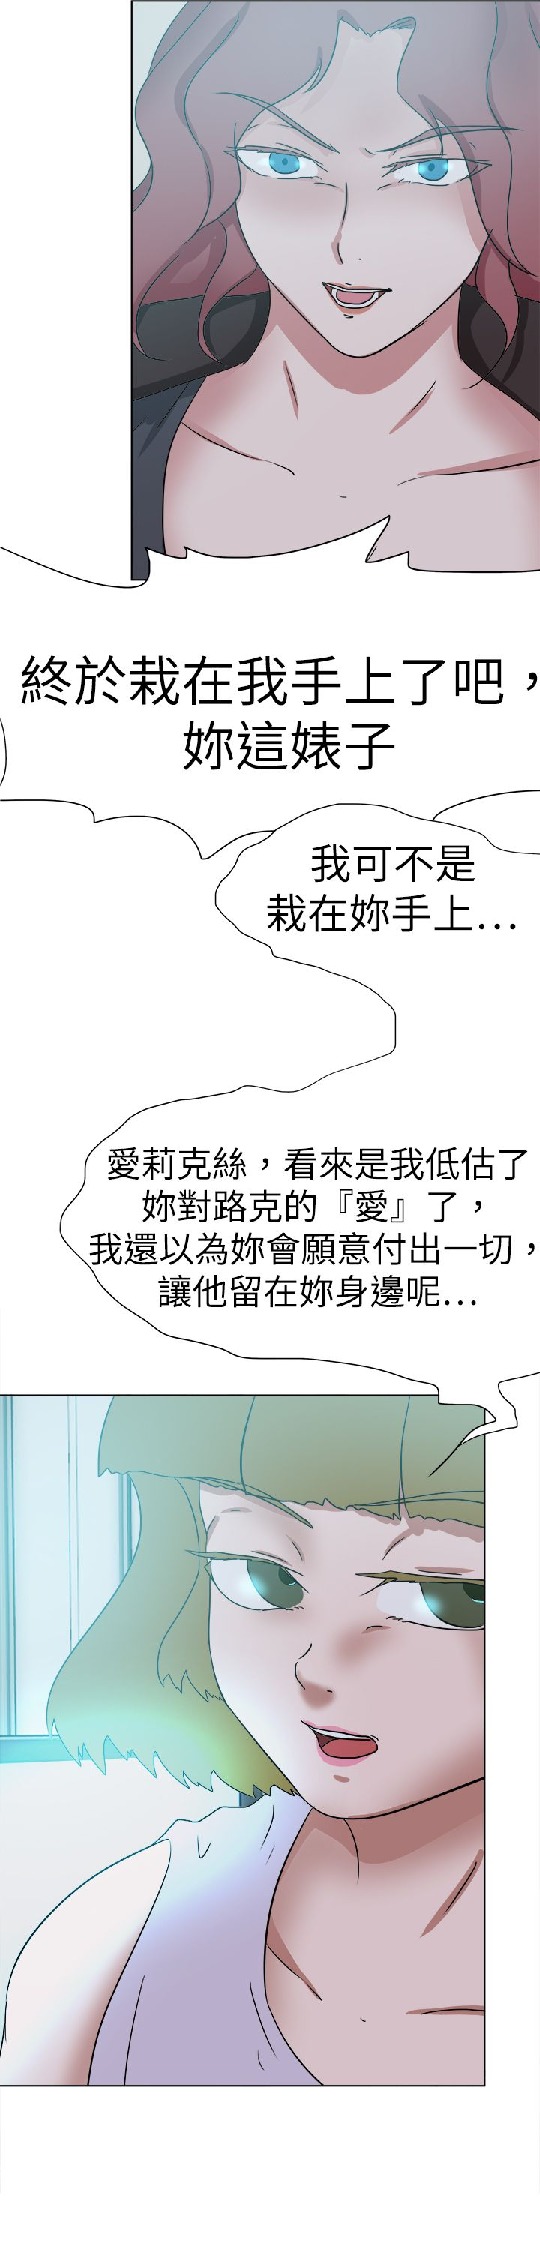 終於栽在我手上了吧，
妳這婊子
我可不是
栽在妳手上...
愛莉克絲，看來是我低估了
妳對路克的『愛』了，
我還以為妳會願意付出一切，
讓他留在妳身邊呢...